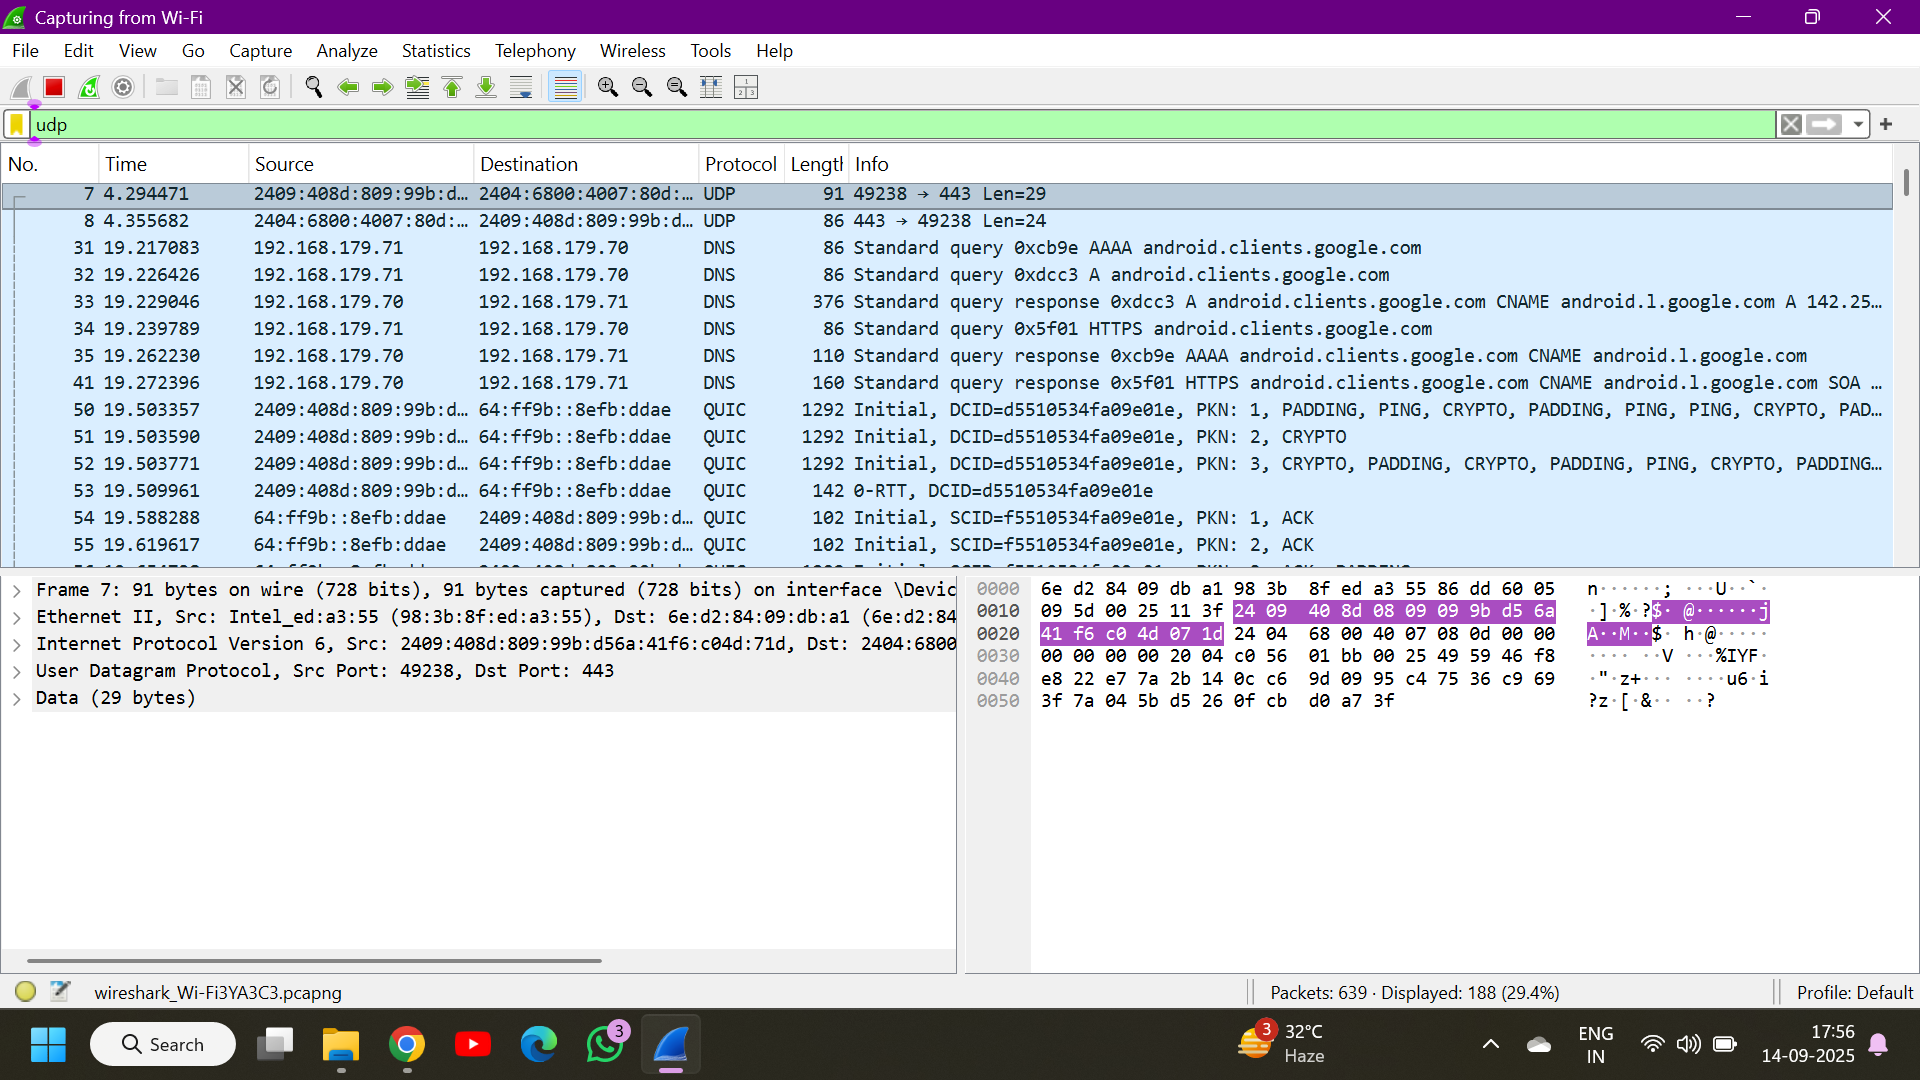 Capturing from Wi-Fi
File Edit View Go Capture Analyze Statistics Telephony Wireless Tools Help
udp
No. Time Source Destination Protocol Length Info
7 4.294471 2409:408d:809:99b:d… 2404:6800:4007:80d:… UDP 91 49238 → 443 Len=29
8 4.355682 2404:6800:4007:80d:… 2409:408d:809:99b:d… UDP 86 443 → 49238 Len=24
31 19.217083 192.168.179.71 192.168.179.70 DNS 86 Standard query 0xcb9e AAAA android.clients.google.com
32 19.226426 192.168.179.71 192.168.179.70 DNS 86 Standard query 0xdcc3 A android.clients.google.com
33 19.229046 192.168.179.70 192.168.179.71 DNS 376 Standard query response 0xdcc3 A android.clients.google.com CNAME android.l.google.com A 142.25…
34 19.239789 192.168.179.71 192.168.179.70 DNS 86 Standard query 0x5f01 HTTPS android.clients.google.com
35 19.262230 192.168.179.70 192.168.179.71 DNS 110 Standard query response 0xcb9e AAAA android.clients.google.com CNAME android.l.google.com
41 19.272396 192.168.179.70 192.168.179.71 DNS 160 Standard query response 0x5f01 HTTPS android.clients.google.com CNAME android.l.google.com SOA …
50 19.503357 2409:408d:809:99b:d… 64:ff9b::8efb:ddae QUIC 1292 Initial, DCID=d5510534fa09e01e, PKN: 1, PADDING, PING, CRYPTO, PADDING, PING, PING, CRYPTO, PAD…
51 19.503590 2409:408d:809:99b:d… 64:ff9b::8efb:ddae QUIC 1292 Initial, DCID=d5510534fa09e01e, PKN: 2, CRYPTO
52 19.503771 2409:408d:809:99b:d… 64:ff9b::8efb:ddae QUIC 1292 Initial, DCID=d5510534fa09e01e, PKN: 3, CRYPTO, PADDING, CRYPTO, PADDING, PING, CRYPTO, PADDING…
53 19.509961 2409:408d:809:99b:d… 64:ff9b::8efb:ddae QUIC 142 0-RTT, DCID=d5510534fa09e01e
54 19.588288 64:ff9b::8efb:ddae 2409:408d:809:99b:d… QUIC 102 Initial, SCID=f5510534fa09e01e, PKN: 1, ACK
55 19.619617 64:ff9b::8efb:ddae 2409:408d:809:99b:d… QUIC 102 Initial, SCID=f5510534fa09e01e, PKN: 2, ACK
Frame 7: 91 bytes on wire (728 bits), 91 bytes captured (728 bits) on interface \Devic
Ethernet II, Src: Intel_ed:a3:55 (98:3b:8f:ed:a3:55), Dst: 6e:d2:84:09:db:a1 (6e:d2:84
Internet Protocol Version 6, Src: 2409:408d:809:99b:d56a:41f6:c04d:71d, Dst: 2404:6800
User Datagram Protocol, Src Port: 49238, Dst Port: 443
Data (29 bytes)
0000 6e d2 84 09 db a1 98 3b 8f ed a3 55 86 dd 60 05 n······; ···U··`·
0010 09 5d 00 25 11 3f 24 09 40 8d 08 09 09 9b d5 6a ·]·%·?$· @······j
0020 41 f6 c0 4d 07 1d 24 04 68 00 40 07 08 0d 00 00 A··M··$· h·@·····
0030 00 00 00 00 20 04 c0 56 01 bb 00 25 49 59 46 f8 ···· ··V ···%IYF·
0040 e8 22 e7 7a 2b 14 0c c6 9d 09 95 c4 75 36 c9 69 ·"·z+··· ····u6·i
0050 3f 7a 04 5b d5 26 0f cb d0 a7 3f ?z·[·&·· ··?
wireshark_Wi-Fi3YA3C3.pcapng Packets: 639 · Displayed: 188 (29.4%) Profile: Default
Search 3 3 32°C Haze ENG IN 17:56 14-09-2025